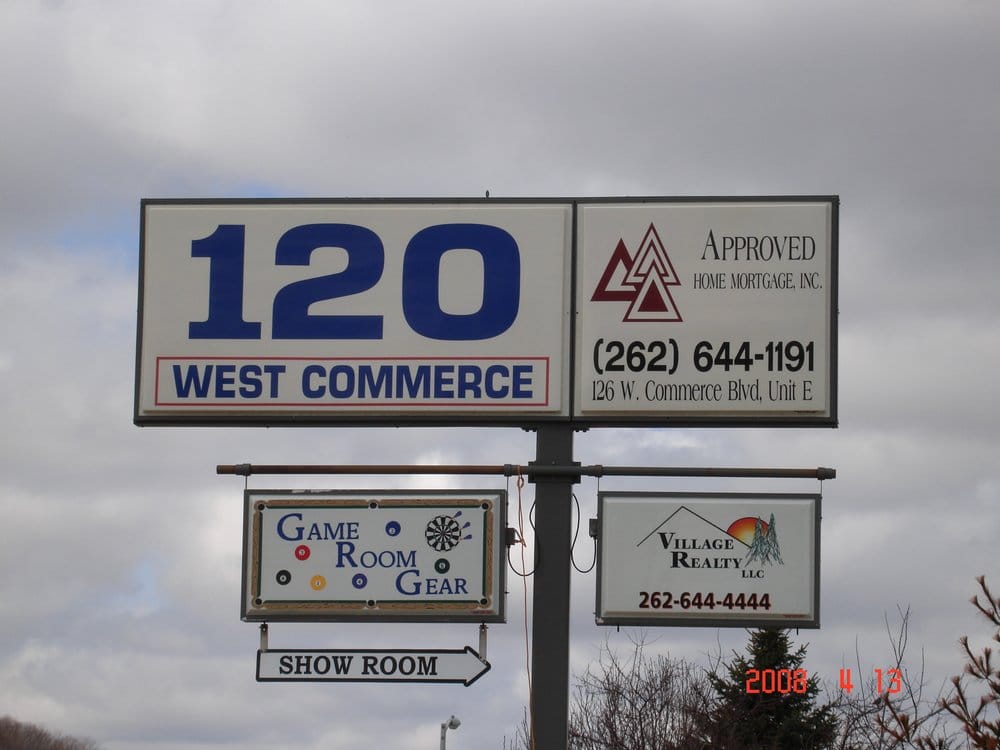 120
WEST COMMERCE
APPROVED
HOME MORTGAGE, INC.
(262) 644-1191
126 W. Commerce Blvd, Unit E
GAME
ROOM
GEAR
SHOW ROOM
VILLAGE
REALTY
LLC
262-644-4444
2008 4 13